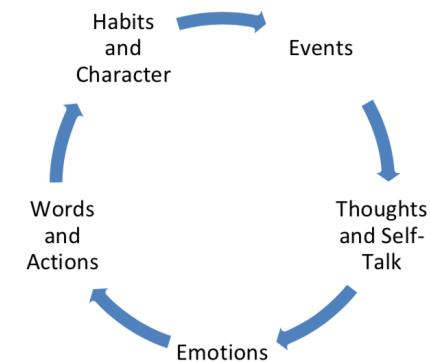 Habits
and
Character
Events
Thoughts
and Self-
Talk
Emotions
Words
and
Actions